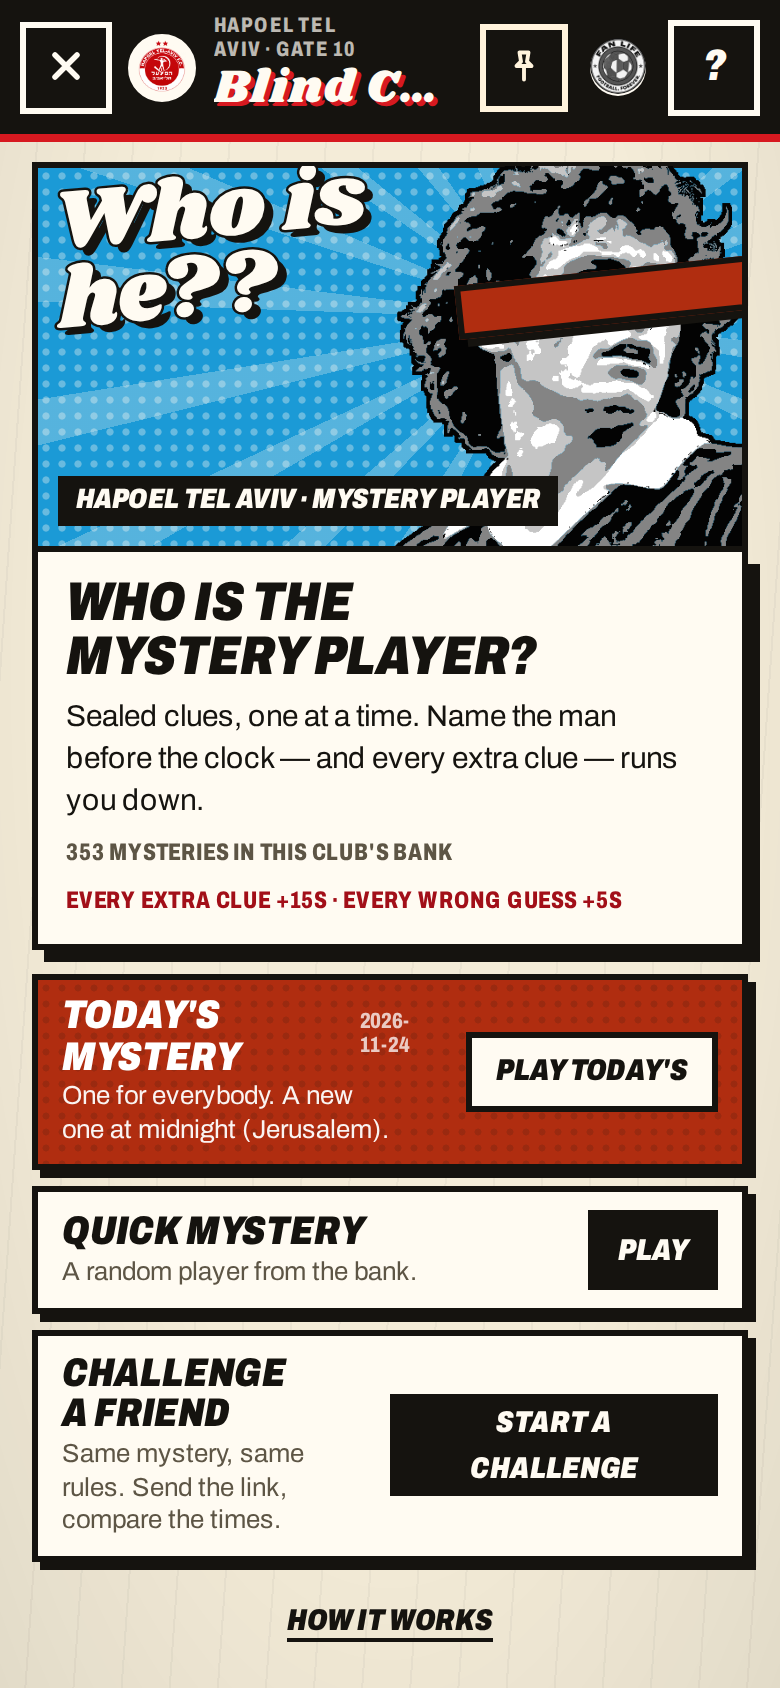 HAPOEL TEL
AVIV · GATE 10
Blind C...
FAN LIFE
?
Who is
he??
HAPOEL TEL AVIV · MYSTERY PLAYER
WHO IS THE
MYSTERY PLAYER?
Sealed clues, one at a time. Name the man
before the clock — and every extra clue — runs
you down.
353 MYSTERIES IN THIS CLUB'S BANK
EVERY EXTRA CLUE +15S · EVERY WRONG GUESS +5S
TODAY'S
MYSTERY
2026-
11-24
One for everybody. A new
one at midnight (Jerusalem).
PLAY TODAY'S
QUICK MYSTERY
A random player from the bank.
PLAY
CHALLENGE
A FRIEND
Same mystery, same
rules. Send the link,
compare the times.
START A
CHALLENGE
HOW IT WORKS